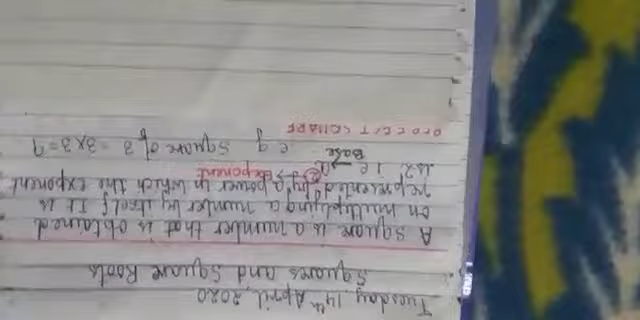 Tuesday 14th April, 2020
Squares and Square Roots
A square is a number that is obtained
on multiplying a number by itself. It is
represented by a power in which the exponent
is 2 i.e → exponent
Base
e.g Square of 3 = 3x3=9
SQUARE